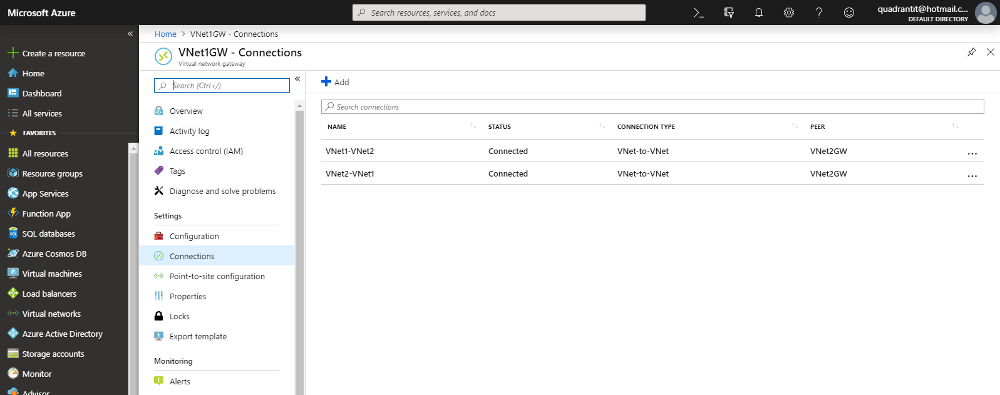 Microsoft Azure
Search resources, services, and docs
quadrantit@hotmail.c...
DEFAULT DIRECTORY
Create a resource
Home
Dashboard
All services
FAVORITES
All resources
Resource groups
App Services
Function App
SQL databases
Azure Cosmos DB
Virtual machines
Load balancers
Virtual networks
Azure Active Directory
Storage accounts
Monitor
Advisor
Home > VNet1GW - Connections
VNet1GW - Connections
Virtual network gateway
Search (Ctrl+/)
Overview
Activity log
Access control (IAM)
Tags
Diagnose and solve problems
Settings
Configuration
Connections
Point-to-site configuration
Properties
Locks
Export template
Monitoring
Alerts
Add
Search connections
NAME STATUS CONNECTION TYPE PEER
VNet1-VNet2 Connected VNet-to-VNet VNet2GW ...
VNet2-VNet1 Connected VNet-to-VNet VNet2GW ...